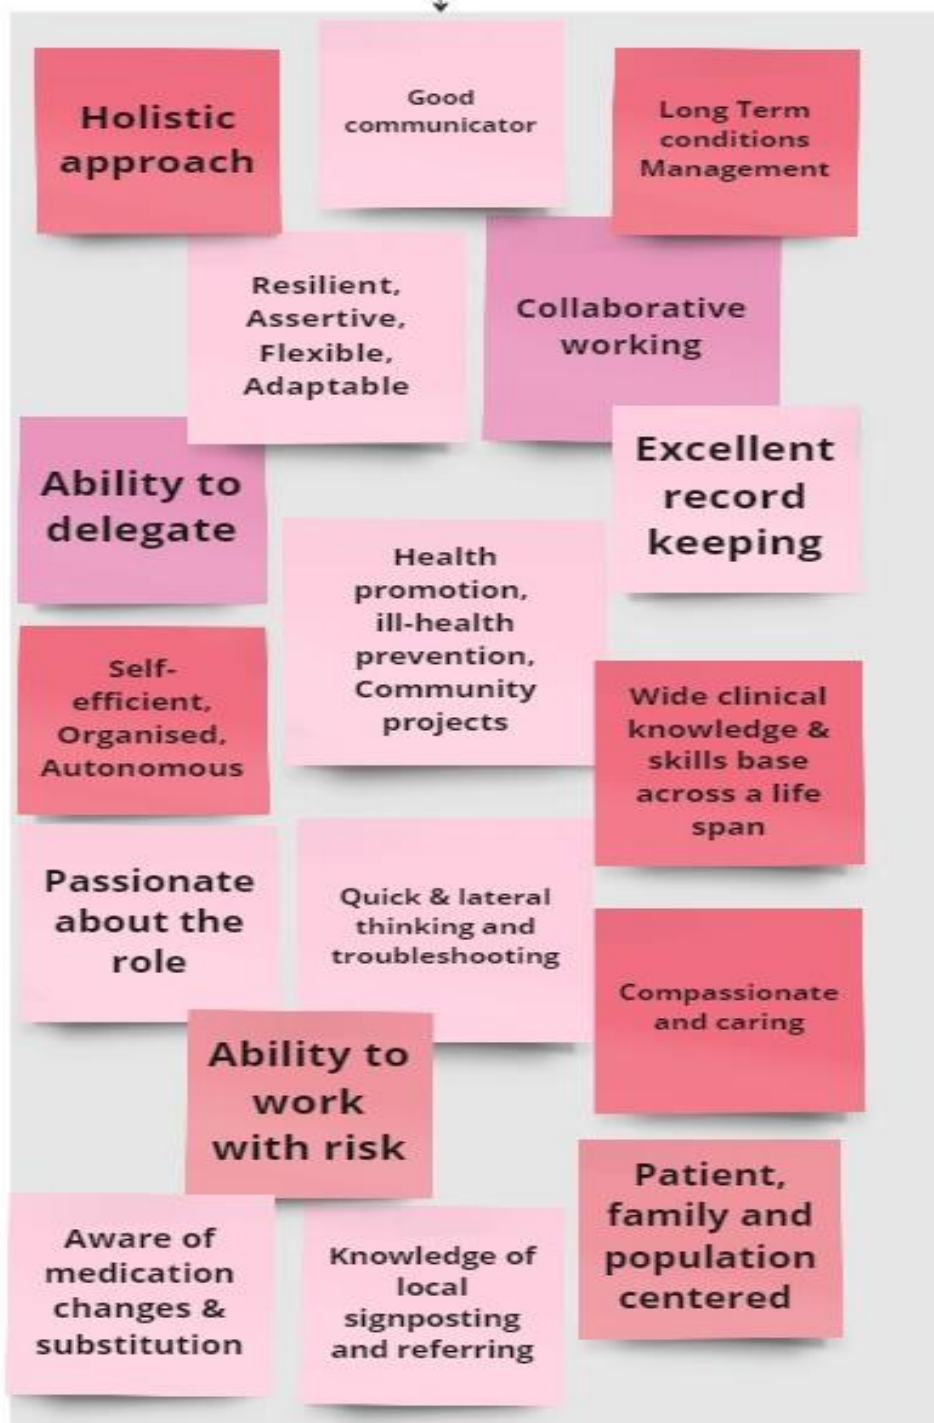 Holistic
approach
Good
communicator
Long Term
conditions
Management
Resilient,
Assertive,
Flexible,
Adaptable
Collaborative
working
Ability to
delegate
Excellent
record
keeping
Health
promotion,
ill-health
prevention,
Community
projects
Self-
efficient,
Organised,
Autonomous
Wide clinical
knowledge &
skills base
across a life
span
Passionate
about the
role
Quick & lateral
thinking and
troubleshooting
Compassionate
and caring
Ability to
work
with risk
Patient,
family and
population
centered
Aware of
medication
changes &
substitution
Knowledge of
local
signposting
and referring